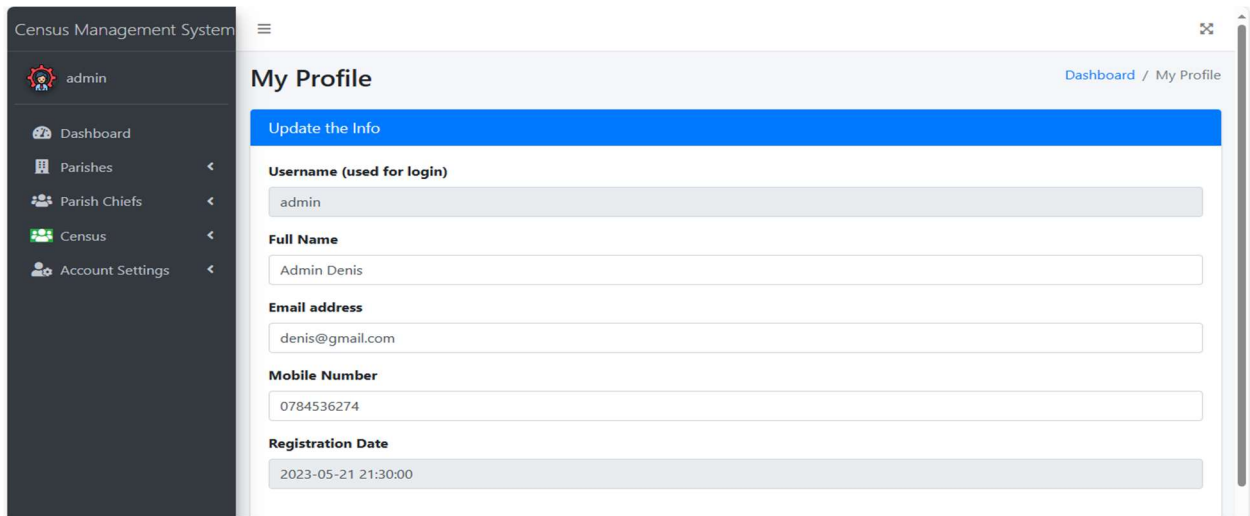 Census Management System
admin
Dashboard
Parishes
Parish Chiefs
Census
Account Settings
My Profile
Dashboard / My Profile
Update the Info
Username (used for login)
admin
Full Name
Admin Denis
Email address
denis@gmail.com
Mobile Number
0784536274
Registration Date
2023-05-21 21:30:00